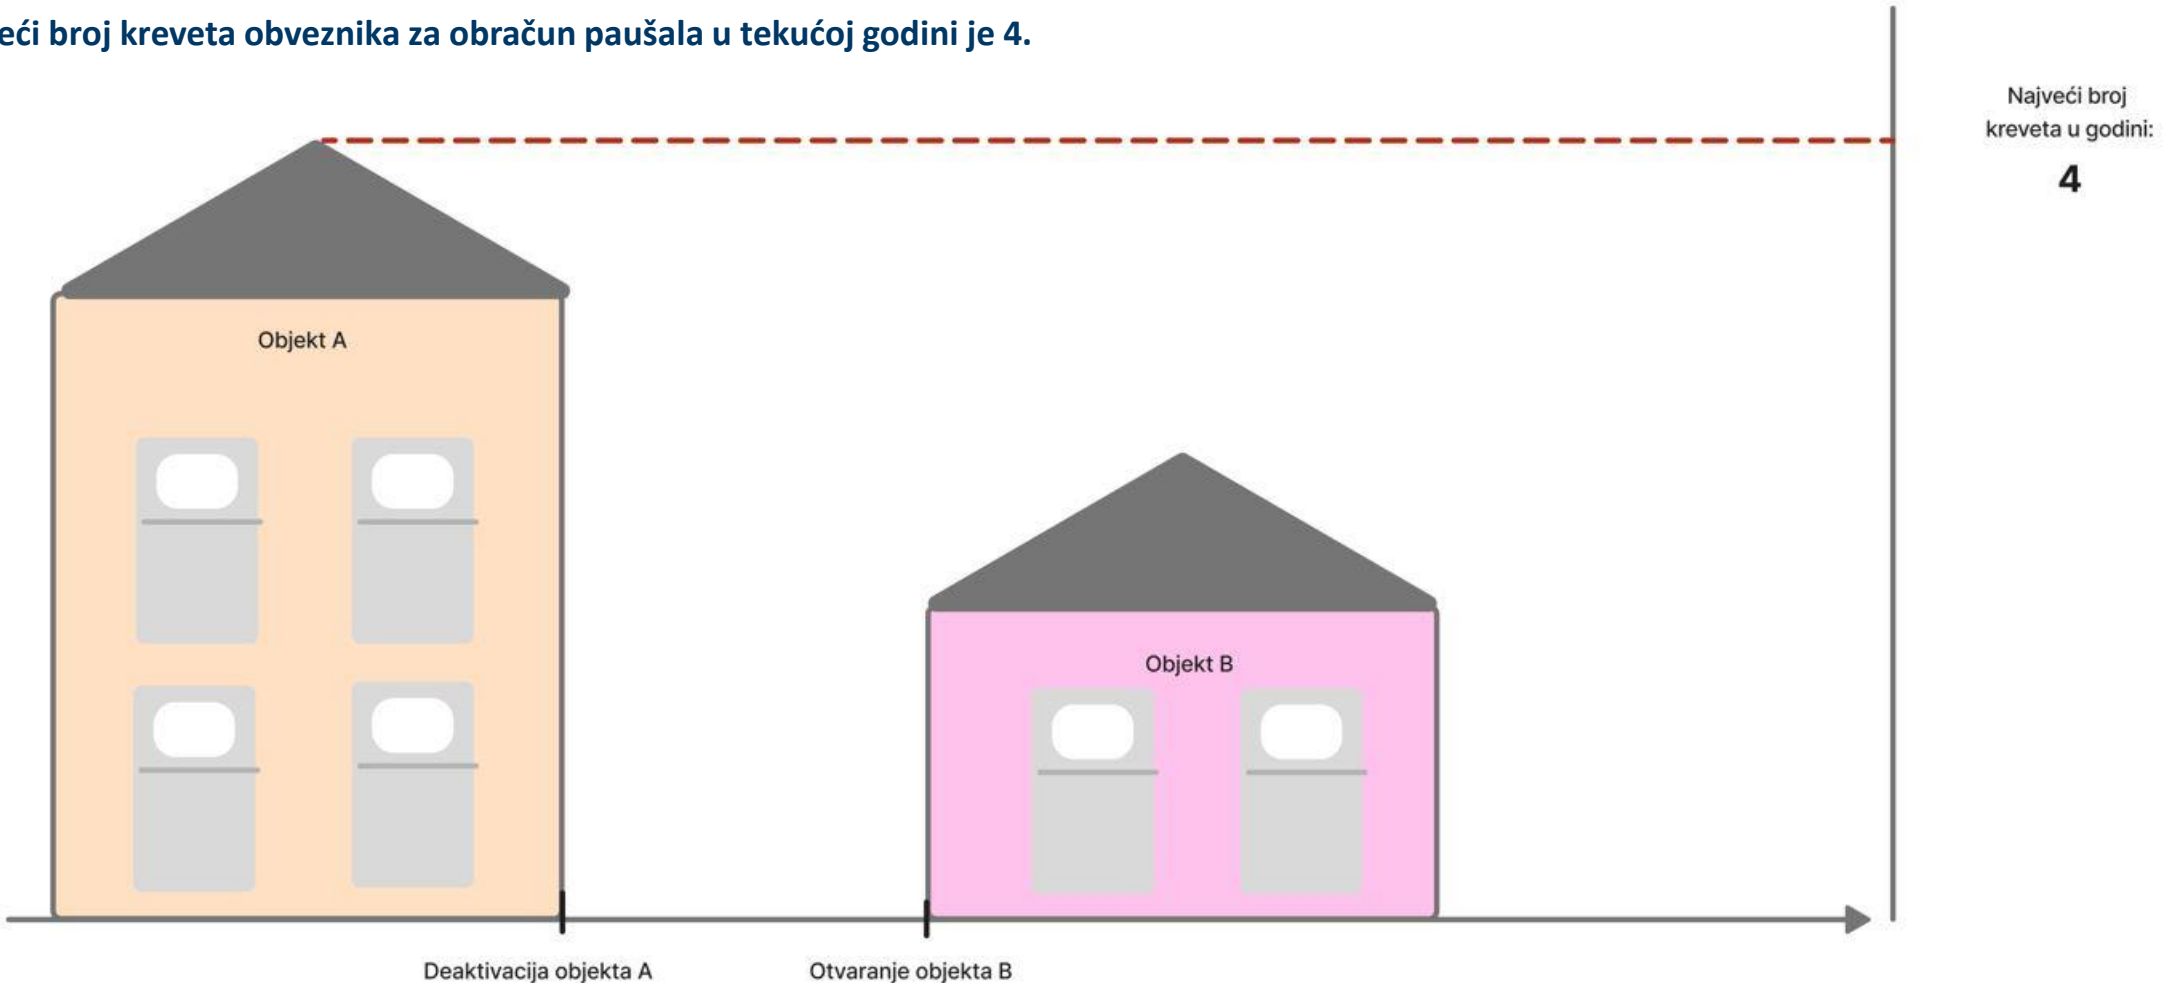 eći broj kreveta obveznika za obračun paušala u tekućoj godini je 4.
Najveći broj
kreveta u godini:
4
Objekt A
Objekt B
Deaktivacija objekta A
Otvaranje objekta B